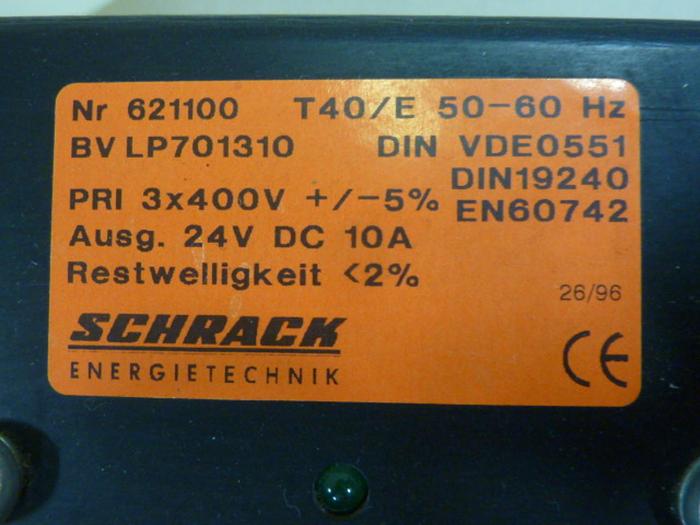 Nr 621100 T40/E 50-60 Hz
BV LP701310 DIN VDE0551
DIN19240
PRI 3x400V +/-5% EN60742
Ausg. 24V DC 10A
Restwelligkeit <2%
26/96
SCHRACK
ENERGIETECHNIK
CE